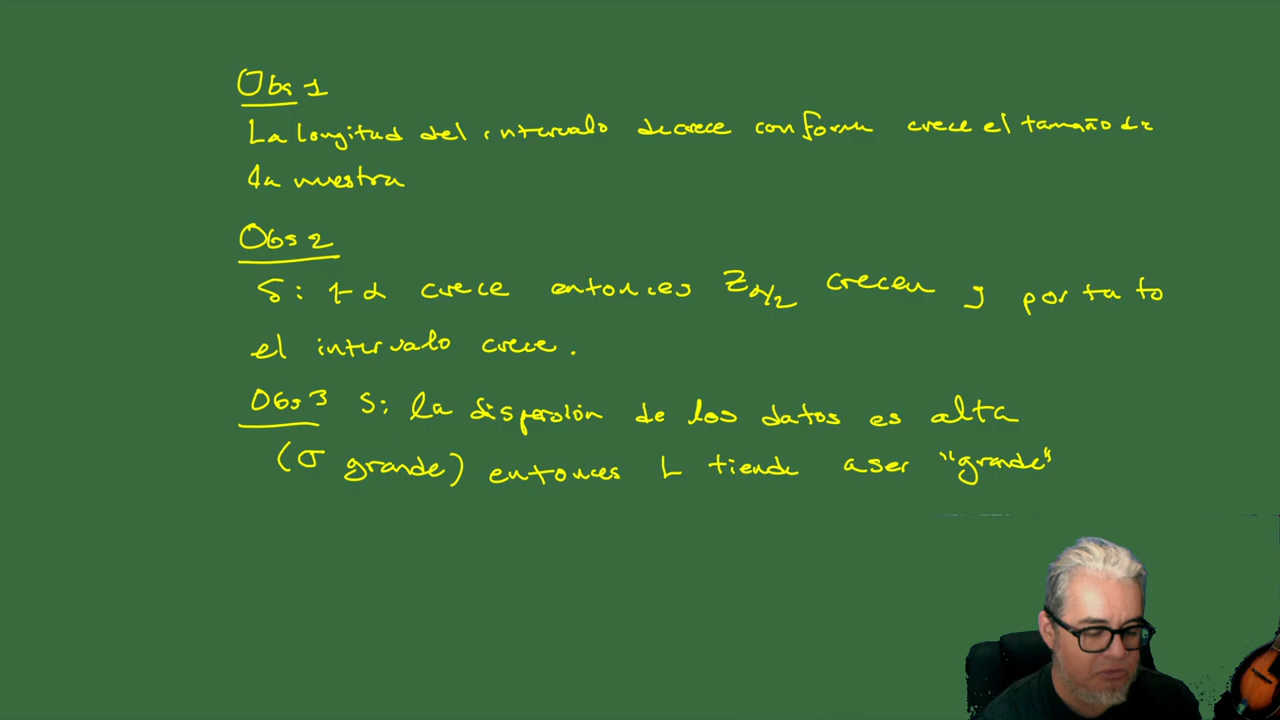 Obs 1
La longitud del intervalo decrece conforme crece el tamaño de
la muestra
Obs 2
Si 1-α crece entonces Z_{α/2} crecen y por tato
el intervalo crece.
Obs 3 Si la dispersión de los datos es alta
(σ grande) entonces L tiende a ser "grande"